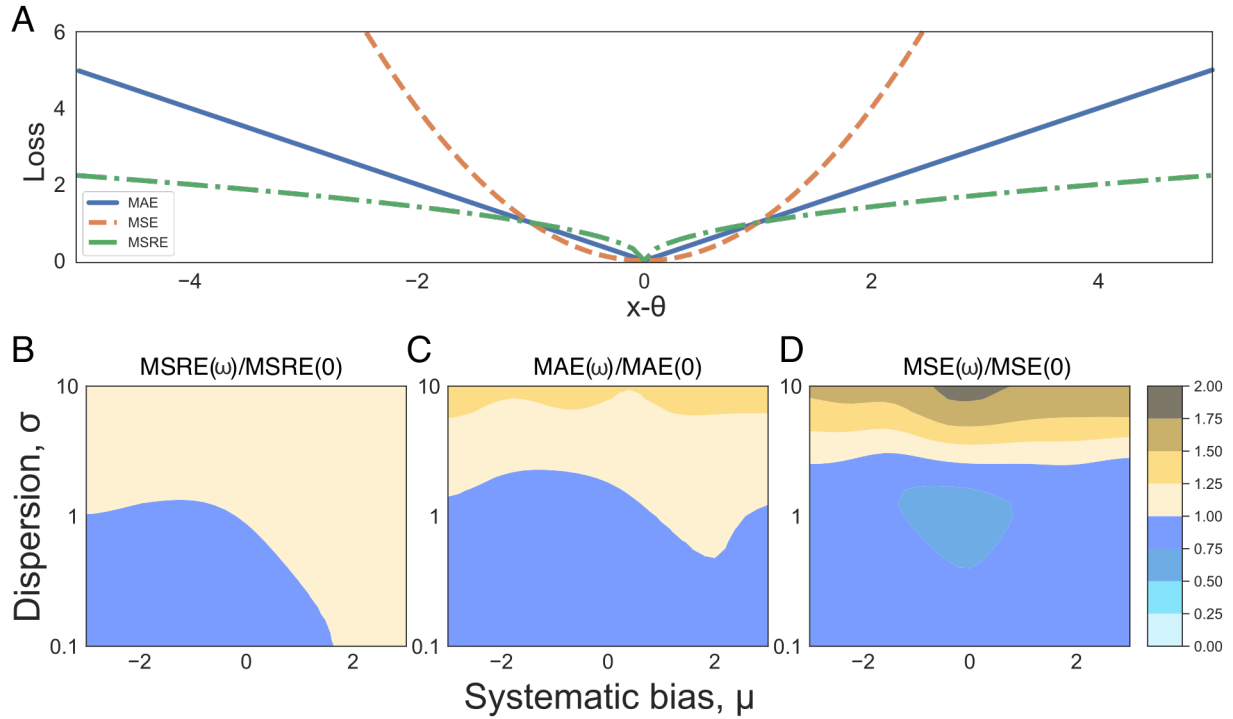 A
6
4
2
0
Loss
MAE
MSE
MSRE
−4
−2
0
2
4
x-θ
B
MSRE(ω)/MSRE(0)
C
MAE(ω)/MAE(0)
D
MSE(ω)/MSE(0)
Dispersion, σ
10
1
0.1
−2
0
2
10
1
0.1
−2
0
2
10
1
0.1
−2
0
2
2.00
1.75
1.50
1.25
1.00
0.75
0.50
0.25
0.00
Systematic bias, μ